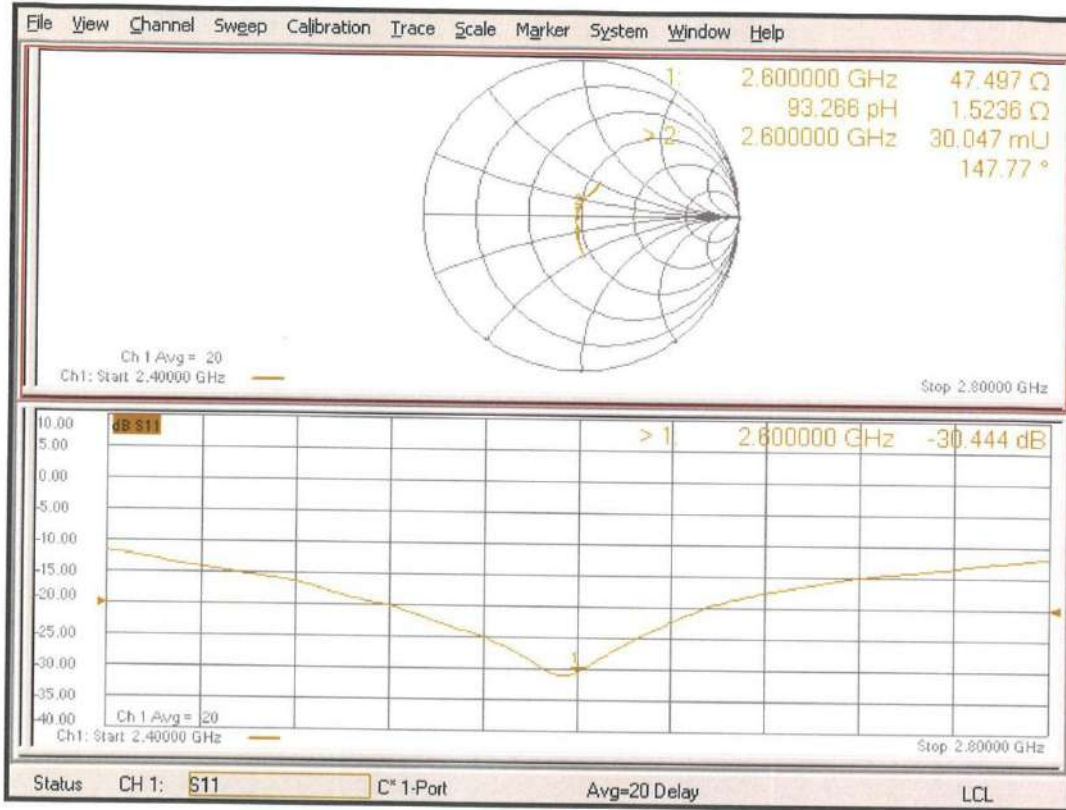 File View Channel Sweep Calibration Trace Scale Marker System Window Help
1: 2.600000 GHz 47.497 Ω
93.266 pH 1.5236 Ω
> 2: 2.600000 GHz 30.047 mU
147.77 °
Ch 1 Avg = 20
Ch1: Start 2.40000 GHz
Stop 2.80000 GHz
10.00 dB S11
> 1: 2.600000 GHz -30.444 dB
5.00
0.00
-5.00
-10.00
-15.00
-20.00
-25.00
-30.00
1
-35.00
-40.00
Ch 1 Avg = 20
Ch1: Start 2.40000 GHz
Stop 2.80000 GHz
Status CH 1: S11 C* 1-Port Avg=20 Delay LCL